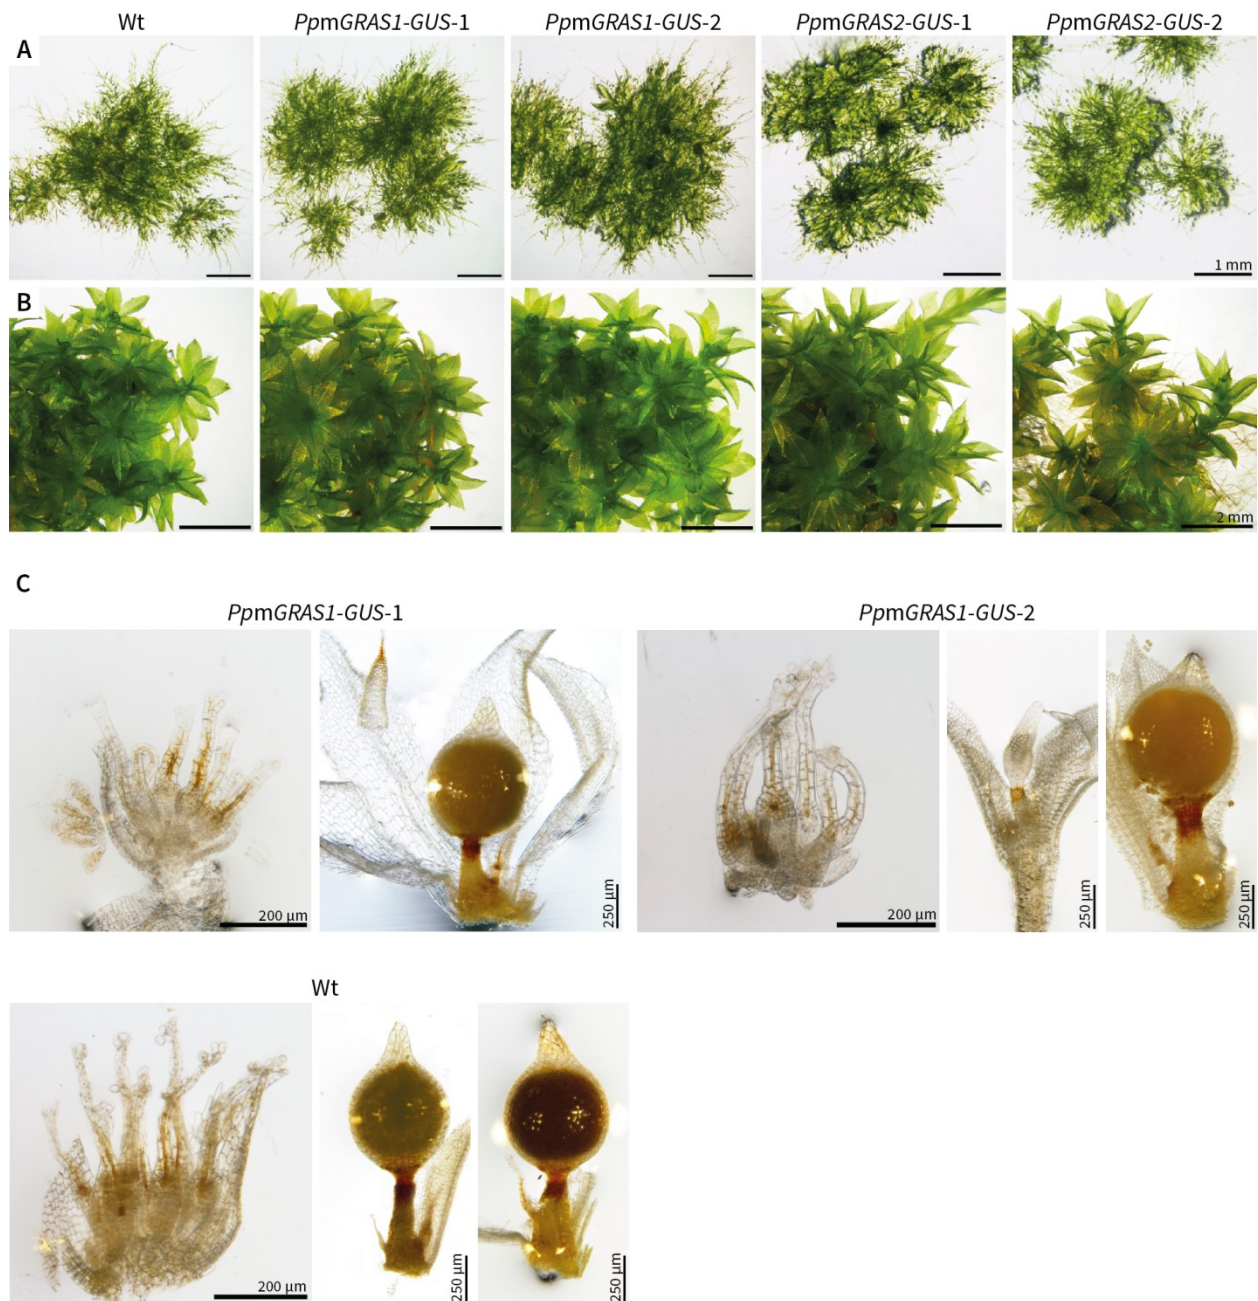 Wt PpmGRAS1-GUS-1 PpmGRAS1-GUS-2 PpmGRAS2-GUS-1 PpmGRAS2-GUS-2
A
1 mm
B
2 mm
C
PpmGRAS1-GUS-1 PpmGRAS1-GUS-2
200 µm 250 µm 200 µm 250 µm 250 µm
Wt
200 µm 250 µm 250 µm